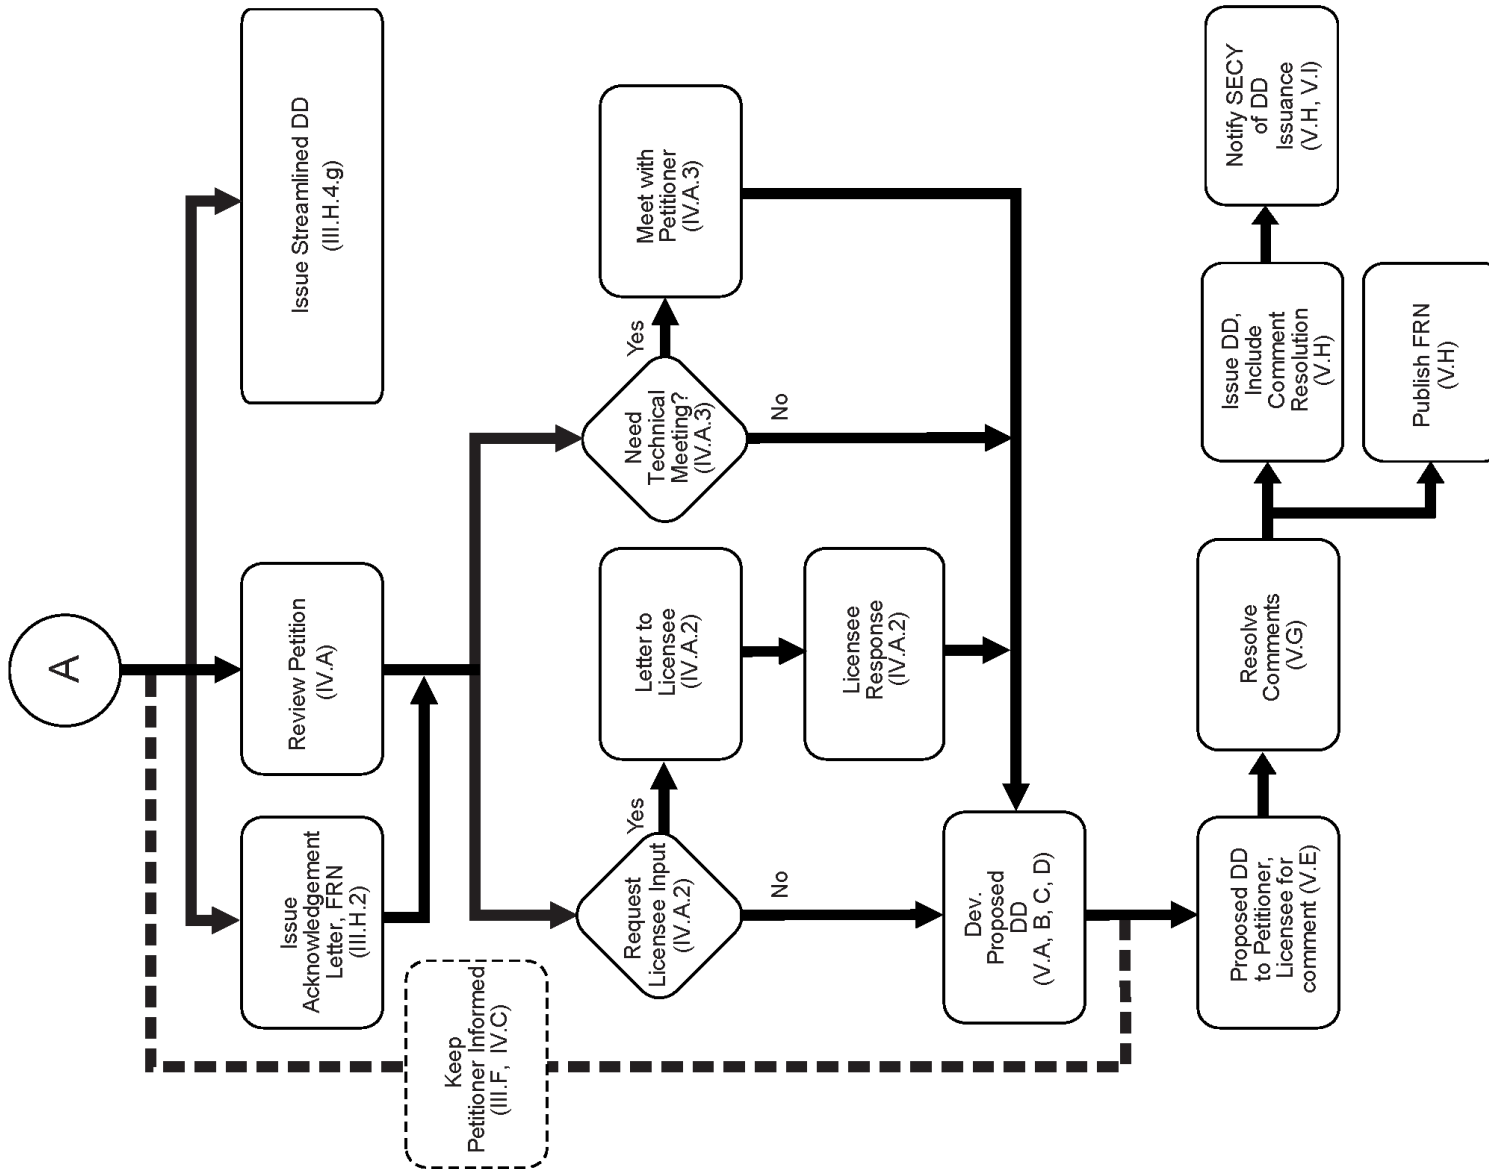 A
Issue
Acknowledgement
Letter, FRN
(III.H.2)
Review Petition
(IV.A)
Issue Streamlined DD
(III.H.4.g)
Keep
Petitioner Informed
(III.F, IV.C)
Request
Licensee Input
(IV.A.2)
Yes
No
Letter to
Licensee
(IV.A.2)
Licensee
Response
(IV.A.2)
Need
Technical
Meeting?
(IV.A.3)
Yes
No
Meet with
Petitioner
(IV.A.3)
Dev.
Proposed
DD
(V.A, B, C, D)
Proposed DD
to Petitioner,
Licensee for
comment (V.E)
Resolve
Comments
(V.G)
Issue DD,
Include
Comment
Resolution
(V.H)
Publish FRN
(V.H)
Notify SECY
of DD
Issuance
(V.H, V.I)